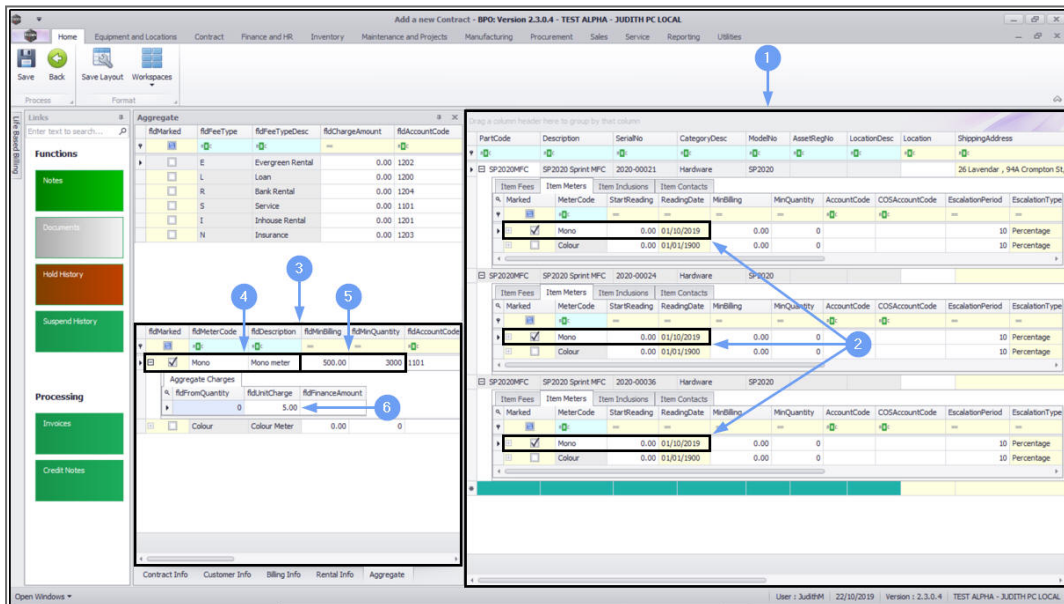 Add a new Contract - BPO: Version 2.3.0.4 - TEST ALPHA - JUDITH PC LOCAL
Home Equipment and Locations Contract Finance and HR Inventory Maintenance and Projects Manufacturing Procurement Sales Service Reporting Utilities
Save Back Save Layout Workspaces
Process Format
1
Life Based Billing
Links
Enter text to search...
Functions
Notes
Documents
Hold History
Suspend History
Processing
Invoices
Credit Notes
Aggregate
fldMarked fldFeeType fldFeeTypeDesc fldChargeAmount fldAccountCode
E Evergreen Rental 0.00 1202
L Loan 0.00 1200
R Bank Rental 0.00 1204
S Service 0.00 1101
I Inhouse Rental 0.00 1201
N Insurance 0.00 1203
3
4 5
fldMarked fldMeterCode fldDescription fldMinBilling fldMinQuantity fldAccountCode
Mono Mono meter 500.00 3000 1101
Aggregate Charges
fldFromQuantity fldUnitCharge fldFinanceAmount
0 5.00
6
Colour Colour Meter 0.00 0
Contract Info Customer Info Billing Info Rental Info Aggregate
Drag a column header here to group by that column
PartCode Description SerialNo CategoryDesc ModelNo AssetRegNo LocationDesc Location ShippingAddress
SP2020MFC SP2020 Sprint MFC 2020-00021 Hardware SP2020 26 Lavendar , 94A Crompton St,
Item Fees Item Meters Item Inclusions Item Contacts
Marked MeterCode StartReading ReadingDate MinBilling MinQuantity AccountCode COSAccountCode EscalationPeriod EscalationType
Mono 0.00 01/10/2019 0.00 0 10 Percentage
Colour 0.00 01/01/1900 0.00 0 10 Percentage
SP2020MFC SP2020 Sprint MFC 2020-00024 Hardware SP2020
Item Fees Item Meters Item Inclusions Item Contacts
Marked MeterCode StartReading ReadingDate MinBilling MinQuantity AccountCode COSAccountCode EscalationPeriod EscalationType
Mono 0.00 01/10/2019 0.00 0 10 Percentage
Colour 0.00 01/01/1900 0.00 0 10 Percentage
2
SP2020MFC SP2020 Sprint MFC 2020-00036 Hardware SP2020
Item Fees Item Meters Item Inclusions Item Contacts
Marked MeterCode StartReading ReadingDate MinBilling MinQuantity AccountCode COSAccountCode EscalationPeriod EscalationType
Mono 0.00 01/10/2019 0.00 0 10 Percentage
Colour 0.00 01/01/1900 0.00 0 10 Percentage
Open Windows User : JudithM 22/10/2019 Version : 2.3.0.4 TEST ALPHA - JUDITH PC LOCAL